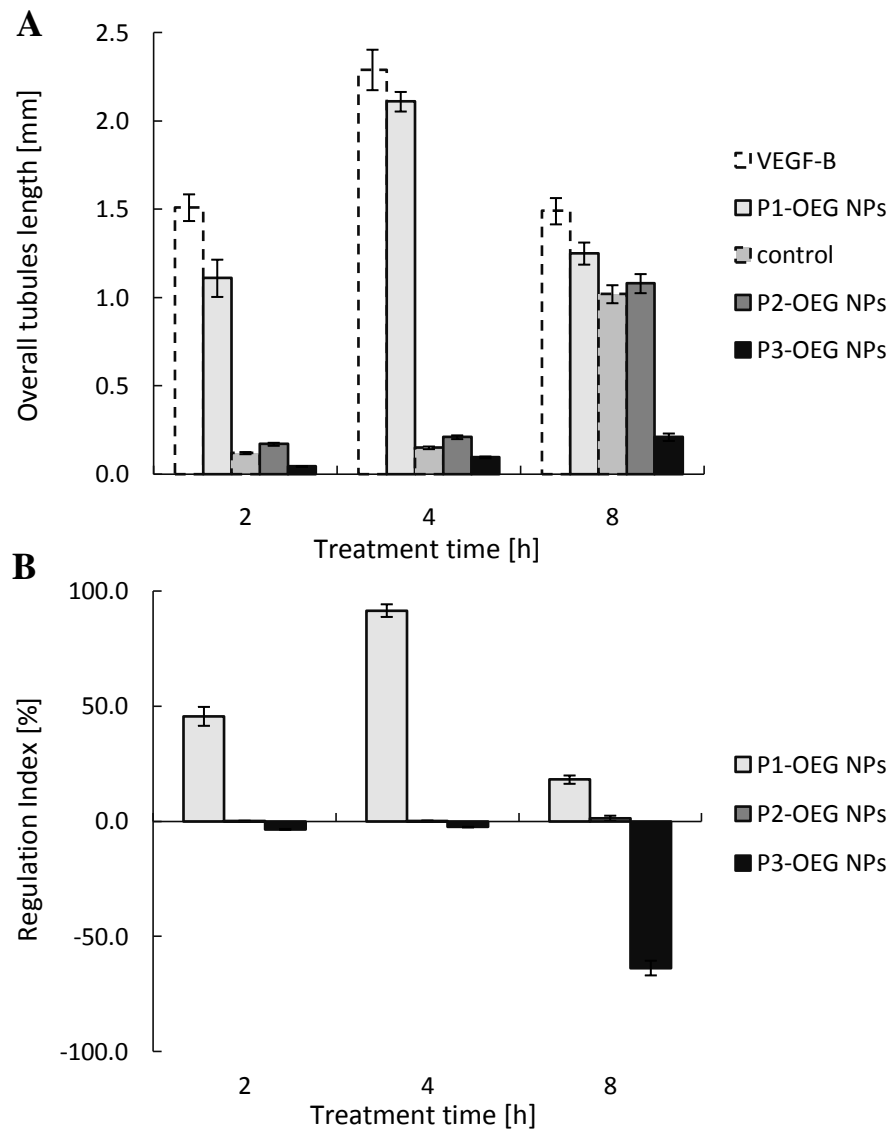 A
Overall tubules length [mm]
2.5
2.0
1.5
1.0
0.5
0.0
2 4 8
Treatment time [h]
VEGF-B
P1-OEG NPs
control
P2-OEG NPs
P3-OEG NPs
B
Regulation Index [%]
100.0
50.0
0.0
-50.0
-100.0
2 4 8
Treatment time [h]
P1-OEG NPs
P2-OEG NPs
P3-OEG NPs